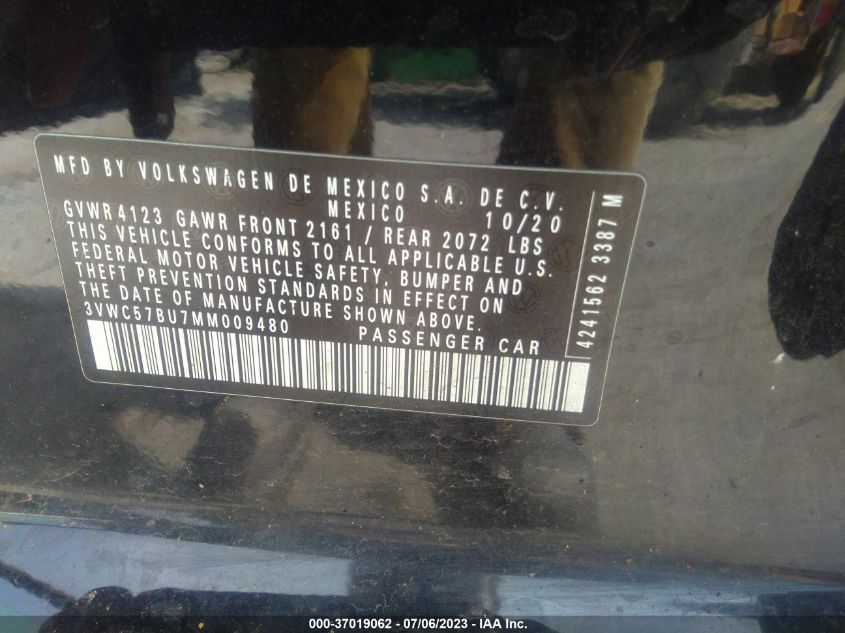 MFD BY VOLKSWAGEN DE MEXICO S.A. DE C.V.
MEXICO 10/20
GVWR 4123 GAWR FRONT 2161 / REAR 2072 LBS
THIS VEHICLE CONFORMS TO ALL APPLICABLE U.S.
FEDERAL MOTOR VEHICLE SAFETY, BUMPER AND
THEFT PREVENTION STANDARDS IN EFFECT ON
THE DATE OF MANUFACTURE SHOWN ABOVE.
3VWC57BU7MM009480 PASSENGER CAR
4241562 3387 M
000-37019062 - 07/06/2023 - IAA Inc.